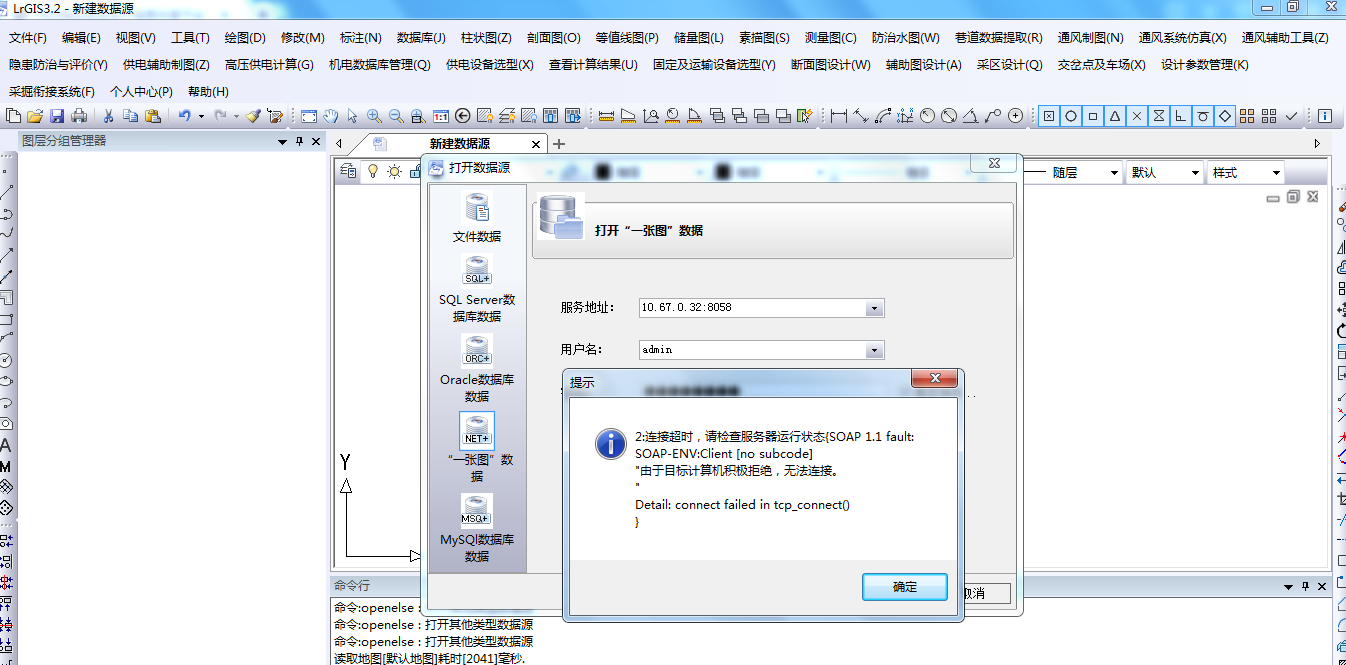 LrGIS3.2 - 新建数据源
文件(F) 编辑(E) 视图(V) 工具(T) 绘图(D) 修改(M) 标注(N) 数据库(J) 柱状图(Z) 剖面图(O) 等值线图(P) 储量图(L) 素描图(S) 测量图(C) 防治水图(W) 巷道数据提取(R) 通风制图(N) 通风系统仿真(X) 通风辅助工具(Z)
隐患防治与评价(Y) 供电辅助制图(Z) 高压供电计算(G) 机电数据库管理(Q) 供电设备选型(X) 查看计算结果(U) 固定及运输设备选型(Y) 断面图设计(W) 辅助图设计(A) 采区设计(Q) 交岔点及车场(X) 设计参数管理(K)
采掘衔接系统(F) 个人中心(P) 帮助(H)
1:1
图层分组管理器
新建数据源
打开数据源
随层
默认
样式
文件数据
SQL+
SQL Server数
据库数据
ORC+
Oracle数据库
数据
NET+
“一张图”数
据
MSQ+
MySQl数据库
数据
打开“一张图”数据
服务地址：
10.67.0.32:8058
用户名：
admin
提示
2:连接超时，请检查服务器运行状态{SOAP 1.1 fault:
SOAP-ENV:Client [no subcode]
"由于目标计算机积极拒绝，无法连接。
"
Detail: connect failed in tcp_connect()
}
确定
取消
A
M
Y
命令行
命令:openelse：
命令:openelse：打开其他类型数据源
命令:openelse：打开其他类型数据源
读取地图[默认地图]耗时[2041]毫秒.